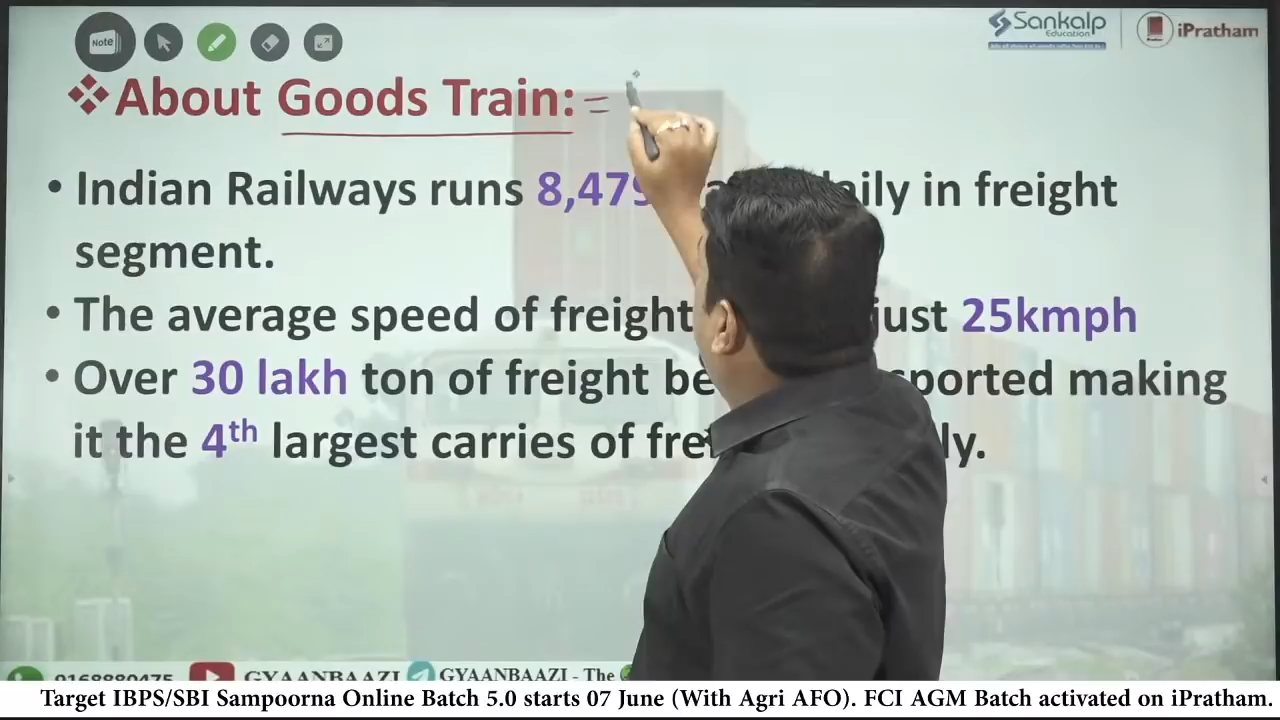 Note
Sankalp
Education
iPratham
❖About Goods Train: =
• Indian Railways runs 8,479 daily in freight
segment.
• The average speed of freight just 25kmph
• Over 30 lakh ton of freight be sported making
it the 4th largest carries of fre ly.
9168880475 GYAANBAAZI GYAANBAAZI - The
Target IBPS/SBI Sampoorna Online Batch 5.0 starts 07 June (With Agri AFO). FCI AGM Batch activated on iPratham.